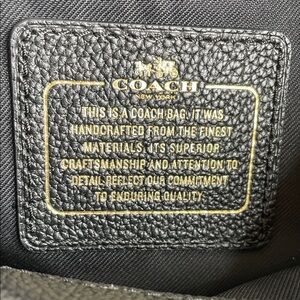 COACH
NEW YORK
THIS IS A COACH BAG. IT WAS
HANDCRAFTED FROM THE FINEST
MATERIALS. ITS SUPERIOR
CRAFTSMANSHIP AND ATTENTION TO
DETAIL REFLECT OUR COMMITMENT
TO ENDURING QUALITY.